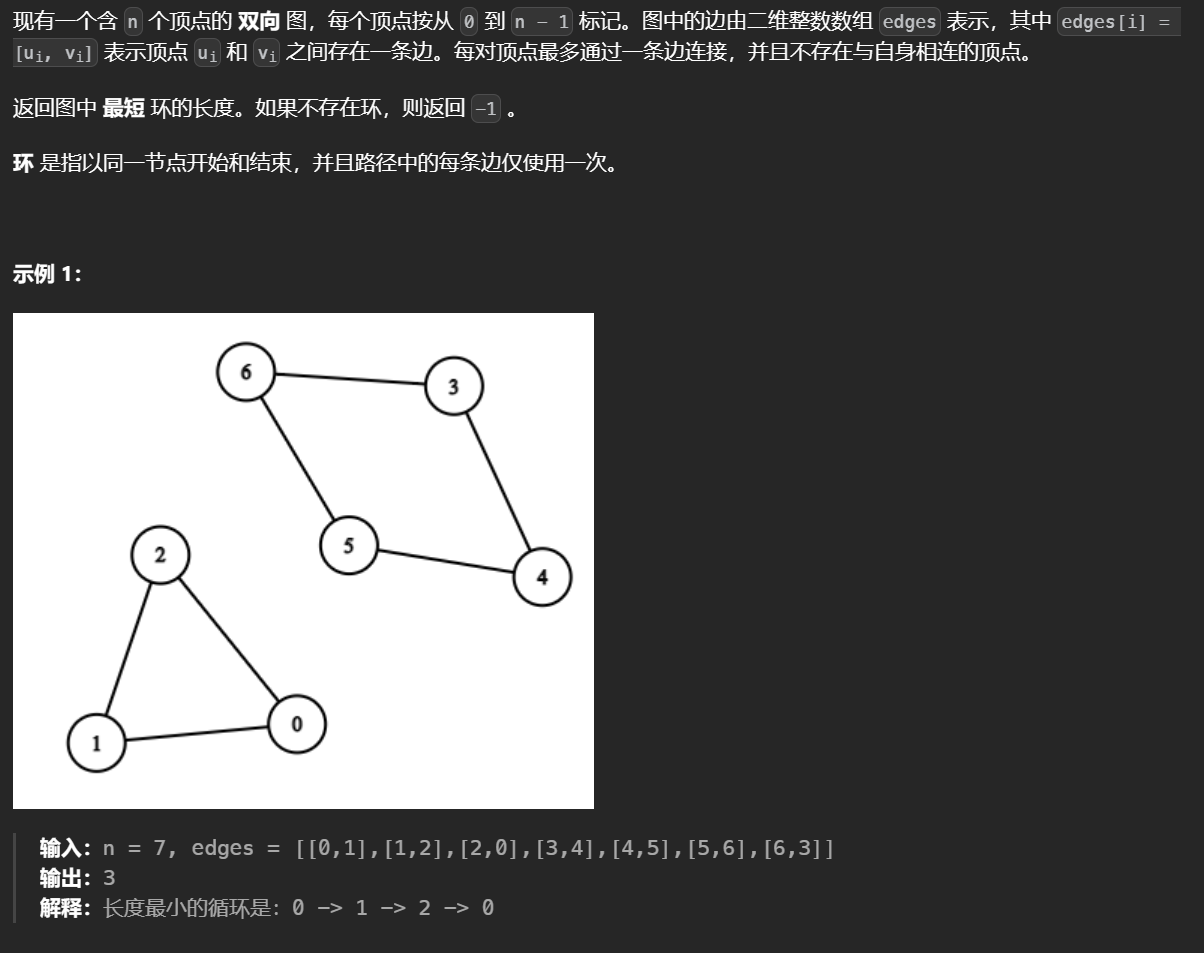 现有一个含 n 个顶点的 双向 图，每个顶点按从 0 到 n - 1 标记。图中的边由二维整数数组 edges 表示，其中 edges[i] =
[ui, vi] 表示顶点 ui 和 vi 之间存在一条边。每对顶点最多通过一条边连接，并且不存在与自身相连的顶点。
返回图中 最短 环的长度。如果不存在环，则返回 -1 。
环 是指以同一节点开始和结束，并且路径中的每条边仅使用一次。
示例 1：
6
3
2
5
4
1
0
输入：n = 7, edges = [[0,1],[1,2],[2,0],[3,4],[4,5],[5,6],[6,3]]
输出：3
解释：长度最小的循环是：0 -> 1 -> 2 -> 0